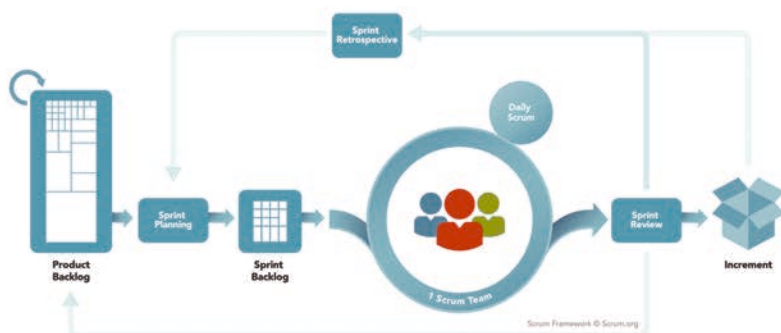 Sprint
Retrospective
Daily
Scrum
Sprint
Planning
Sprint
Review
Product
Backlog
Sprint
Backlog
1 Scrum Team
Increment
Scrum Framework © Scrum.org